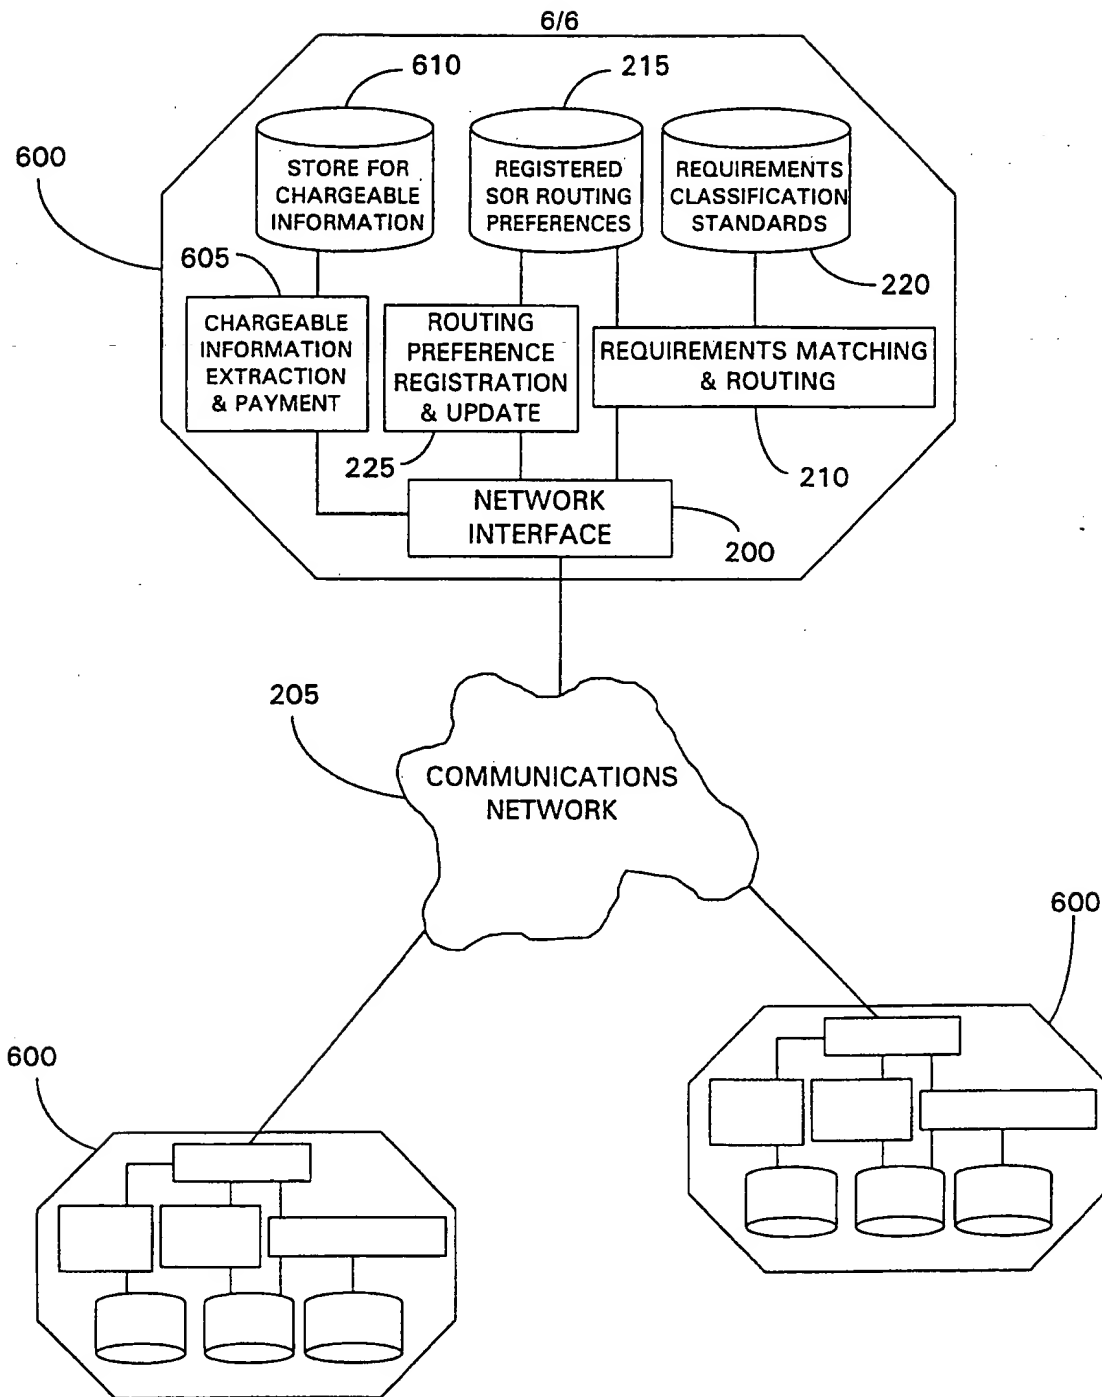 6/6
610
215
600
STORE FOR
CHARGEABLE
INFORMATION
REGISTERED
SOR ROUTING
PREFERENCES
REQUIREMENTS
CLASSIFICATION
STANDARDS
605
220
CHARGEABLE
INFORMATION
EXTRACTION
& PAYMENT
ROUTING
PREFERENCE
REGISTRATION
& UPDATE
REQUIREMENTS MATCHING
& ROUTING
225
210
NETWORK
INTERFACE
200
205
COMMUNICATIONS
NETWORK
600
600